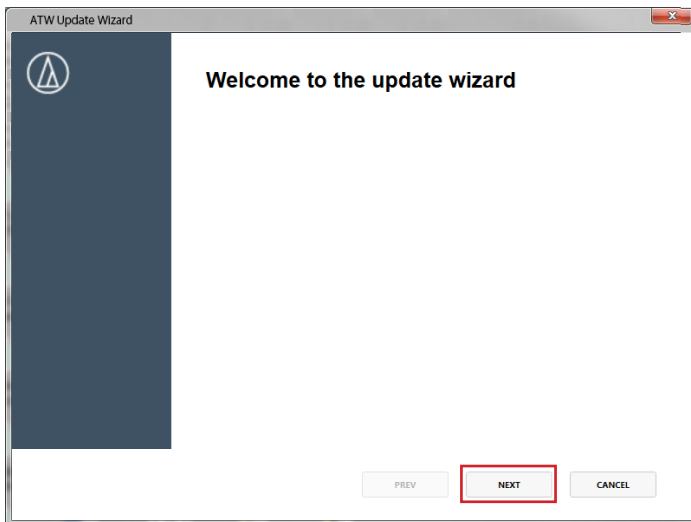 ATW Update Wizard
Welcome to the update wizard
PREV NEXT CANCEL